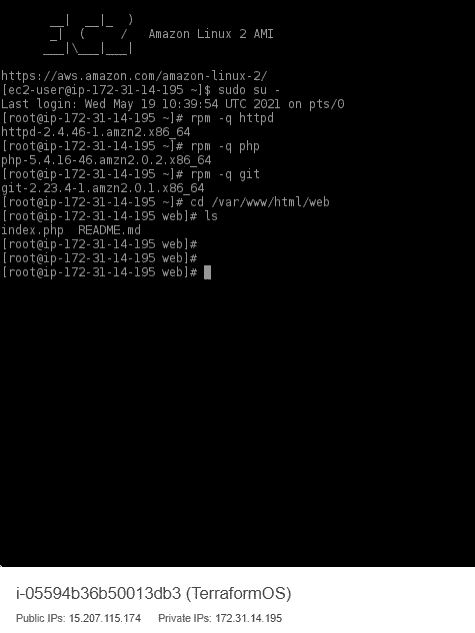 __|  __|_  )
_|  (     /   Amazon Linux 2 AMI
___|\___|___|
https://aws.amazon.com/amazon-linux-2/
[ec2-user@ip-172-31-14-195 ~]$ sudo su -
Last login: Wed May 19 10:39:54 UTC 2021 on pts/0
[root@ip-172-31-14-195 ~]# rpm -q httpd
httpd-2.4.46-1.amzn2.x86_64
[root@ip-172-31-14-195 ~]# rpm -q php
php-5.4.16-46.amzn2.0.2.x86_64
[root@ip-172-31-14-195 ~]# rpm -q git
git-2.23.4-1.amzn2.0.1.x86_64
[root@ip-172-31-14-195 ~]# cd /var/www/html/web
[root@ip-172-31-14-195 web]# ls
index.php  README.md
[root@ip-172-31-14-195 web]#
[root@ip-172-31-14-195 web]#
[root@ip-172-31-14-195 web]#
i-05594b36b50013db3 (TerraformOS)
Public IPs: 15.207.115.174    Private IPs: 172.31.14.195